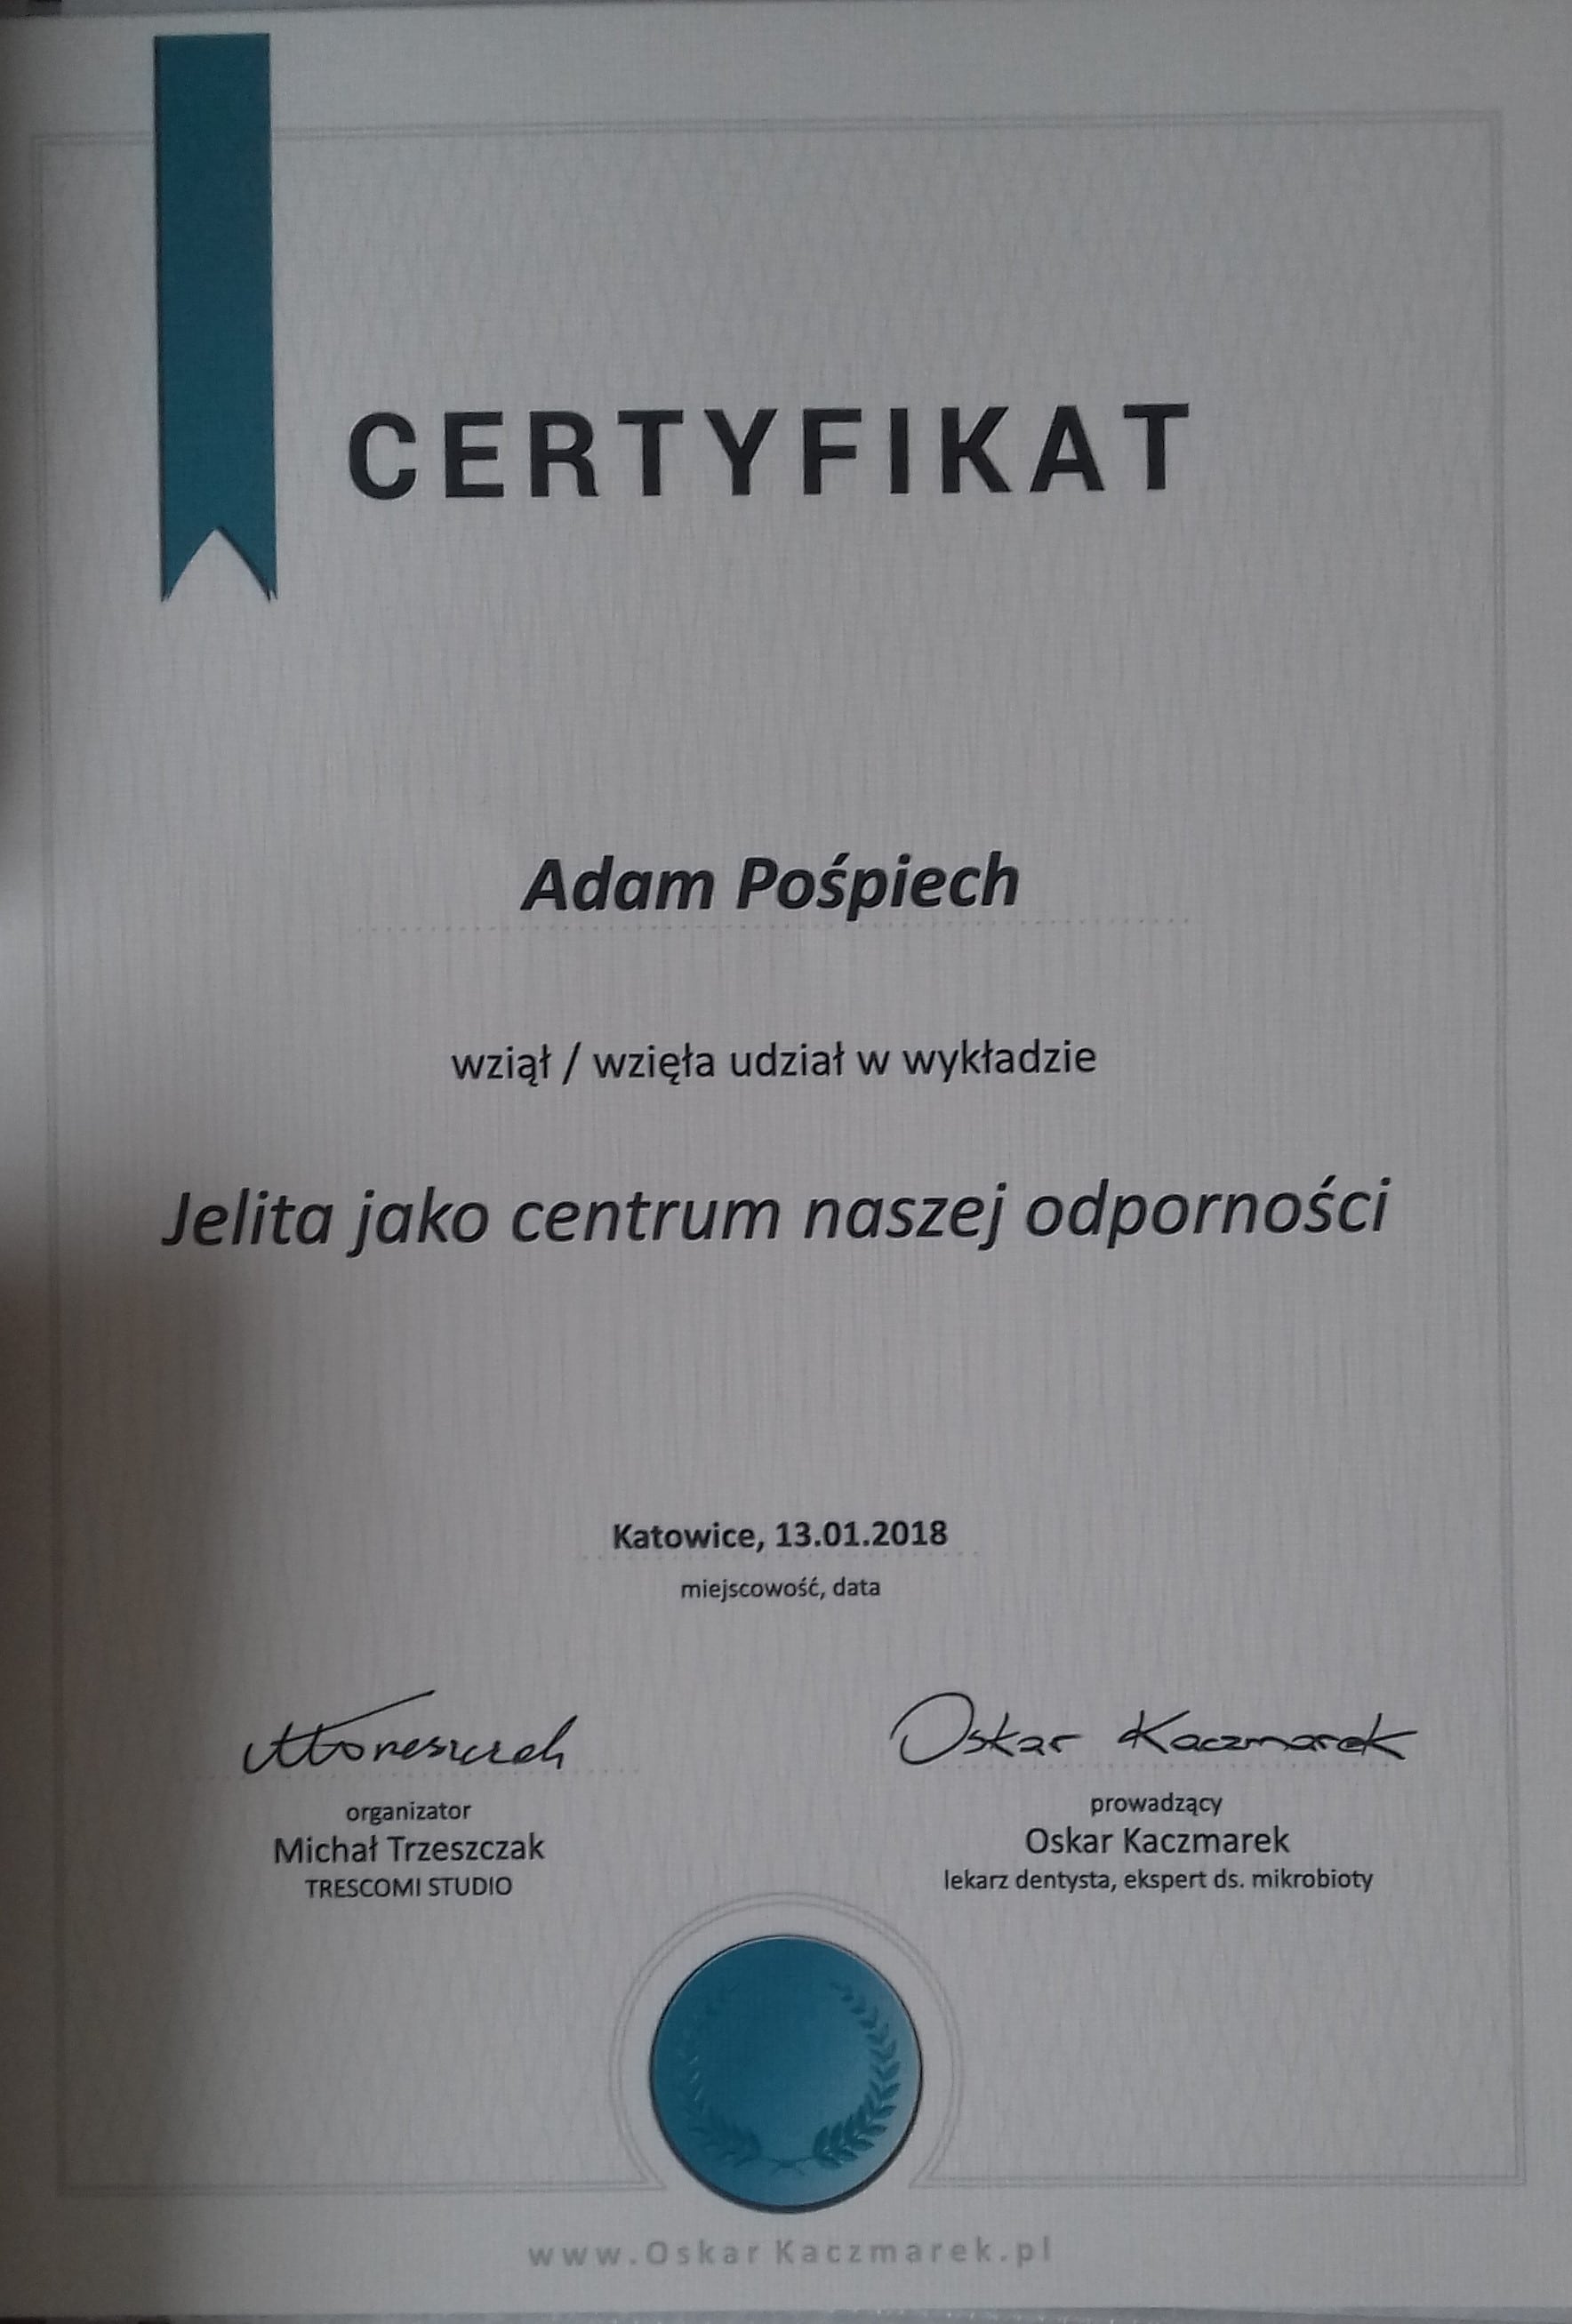 CERTYFIKAT
Adam Pośpiech
wziął / wzięła udział w wykładzie
Jelita jako centrum naszej odporności
Katowice, 13.01.2018
miejscowość, data
Oskar Kaczmarek
organizator
Michał Trzeszczak
TRESCOMI STUDIO
prowadzący
Oskar Kaczmarek
lekarz dentysta, ekspert ds. mikrobioty
www.OskarKaczmarek.pl